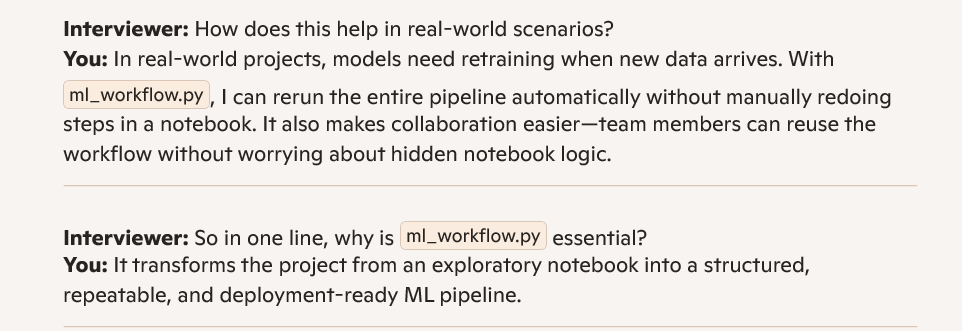 Interviewer: How does this help in real-world scenarios?
You: In real-world projects, models need retraining when new data arrives. With
ml_workflow.py, I can rerun the entire pipeline automatically without manually redoing
steps in a notebook. It also makes collaboration easier—team members can reuse the
workflow without worrying about hidden notebook logic.
Interviewer: So in one line, why is ml_workflow.py essential?
You: It transforms the project from an exploratory notebook into a structured,
repeatable, and deployment-ready ML pipeline.